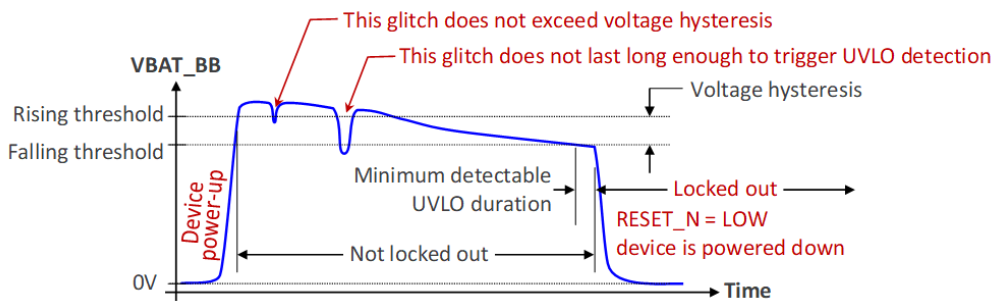 This glitch does not exceed voltage hysteresis
This glitch does not last long enough to trigger UVLO detection
VBAT_BB
Voltage hysteresis
Rising threshold
Falling threshold
Device
power-up
Minimum detectable
UVLO duration
Locked out
RESET_N = LOW
device is powered down
Not locked out
0V
Time